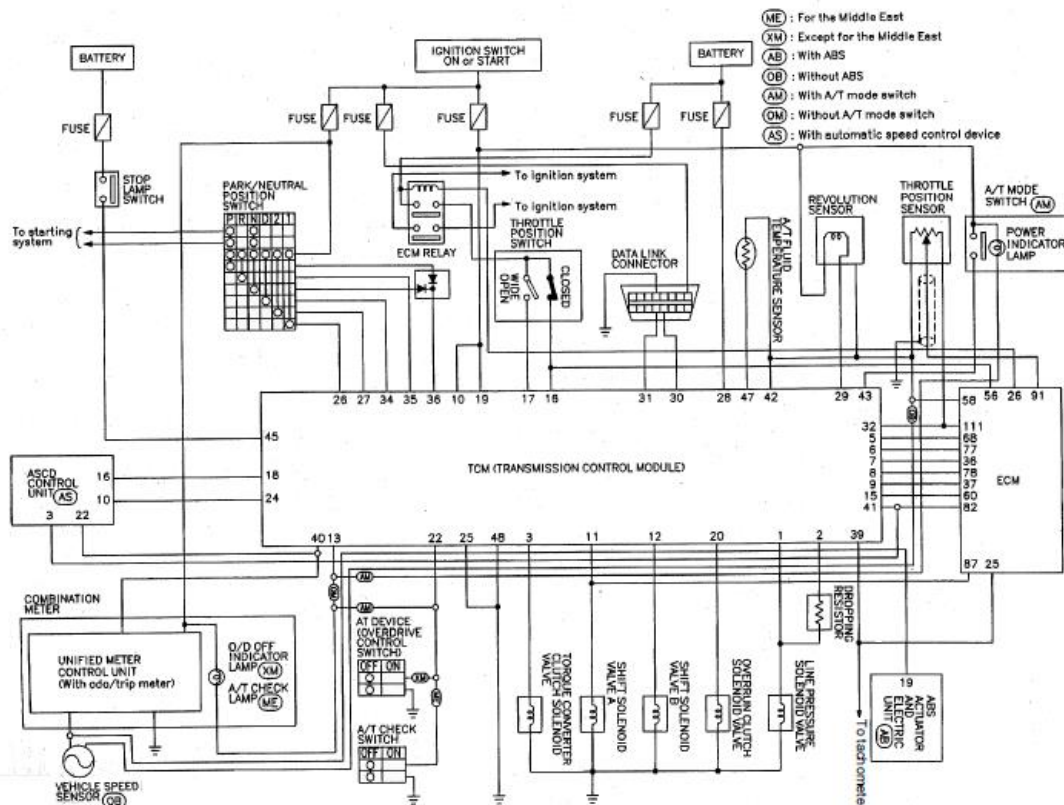 (ME) : For the Middle East
(XM) : Except for the Middle East
(AB) : With ABS
(OB) : Without ABS
(AM) : With A/T mode switch
(OM) : Without A/T mode switch
(AS) : With automatic speed control device
BATTERY
IGNITION SWITCH
ON or START
BATTERY
FUSE
FUSE
FUSE
FUSE
FUSE
FUSE
STOP
LAMP
SWITCH
PARK/NEUTRAL
POSITION
SWITCH
P R N D 2 1
To starting
system
To ignition system
To ignition system
ECM RELAY
THROTTLE
POSITION
SWITCH
WIDE
OPEN
CLOSED
DATA LINK
CONNECTOR
A/T FLUID
TEMPERATURE SENSOR
REVOLUTION
SENSOR
THROTTLE
POSITION
SENSOR
A/T MODE
SWITCH (AM)
POWER
INDICATOR
LAMP
26 27 34 35 36 10 19 17 16 31 30 28 47 42 29 43
56 26 91
45
18
24
TCM (TRANSMISSION CONTROL MODULE)
32
5
6
7
8
9
15
41
58
111
68
77
36
78
37
60
82
ECM
87 25
ASCD
CONTROL
UNIT (AS)
16
10
3 22
40 13 22 25 48 3 11 12 20 1 2 39
OB
AM
OM
AM
XM
ME
COMBINATION
METER
UNIFIED METER
CONTROL UNIT
(With odo/trip meter)
O/D OFF
INDICATOR
LAMP (XM)
A/T CHECK
LAMP (ME)
VEHICLE SPEED
SENSOR (OB)
AT DEVICE
(OVERDRIVE
CONTROL
SWITCH)
OFF ON
A/T CHECK
SWITCH
OFF ON
TORQUE CONVERTER
CLUTCH SOLENOID
VALVE
SHIFT SOLENOID
VALVE A
SHIFT SOLENOID
VALVE B
OVERRUN CLUTCH
SOLENOID VALVE
LINE PRESSURE
SOLENOID VALVE
DROPPING
RESISTOR
To tachomete
19
ABS
ACTUATOR
AND
ELECTRIC
UNIT (AB)